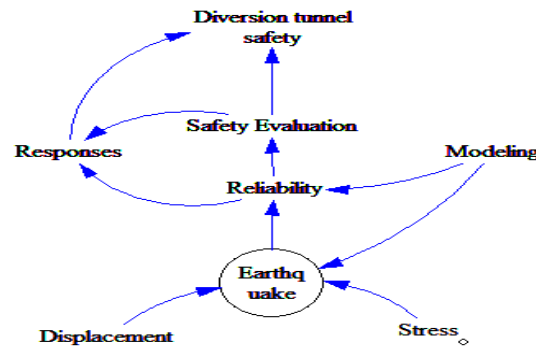 Diversion tunnel
safety
Safety Evaluation
Responses
Modeling
Reliability
Earthq
uake
Displacement
Stress